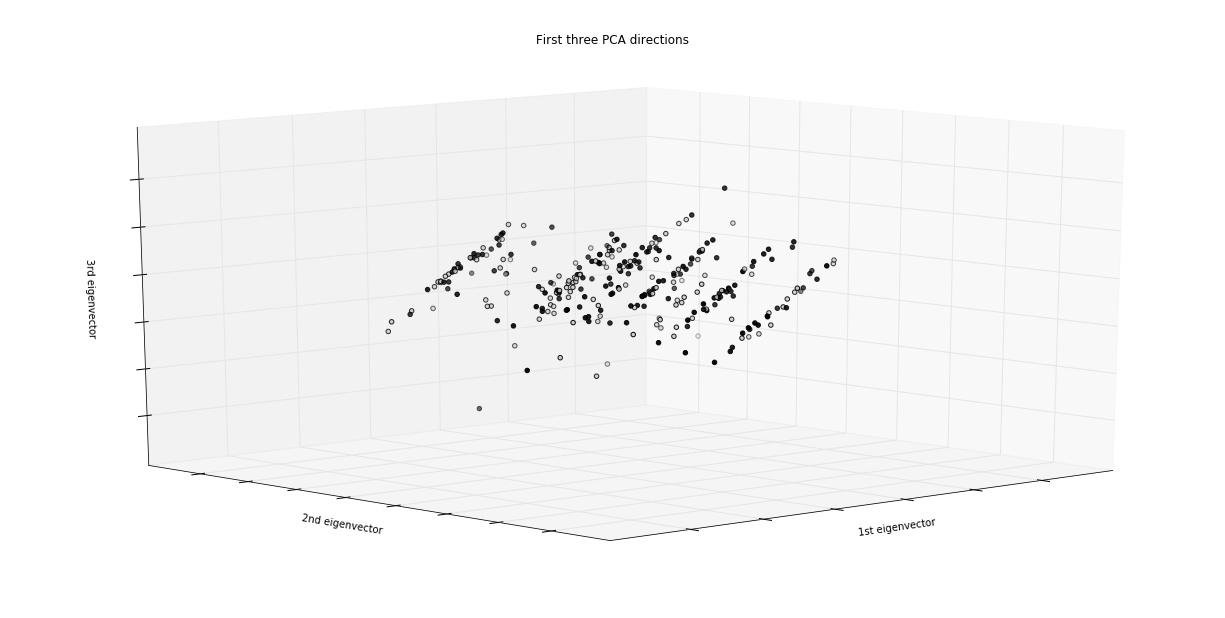 First three PCA directions
3rd eigenvector
2nd eigenvector
1st eigenvector